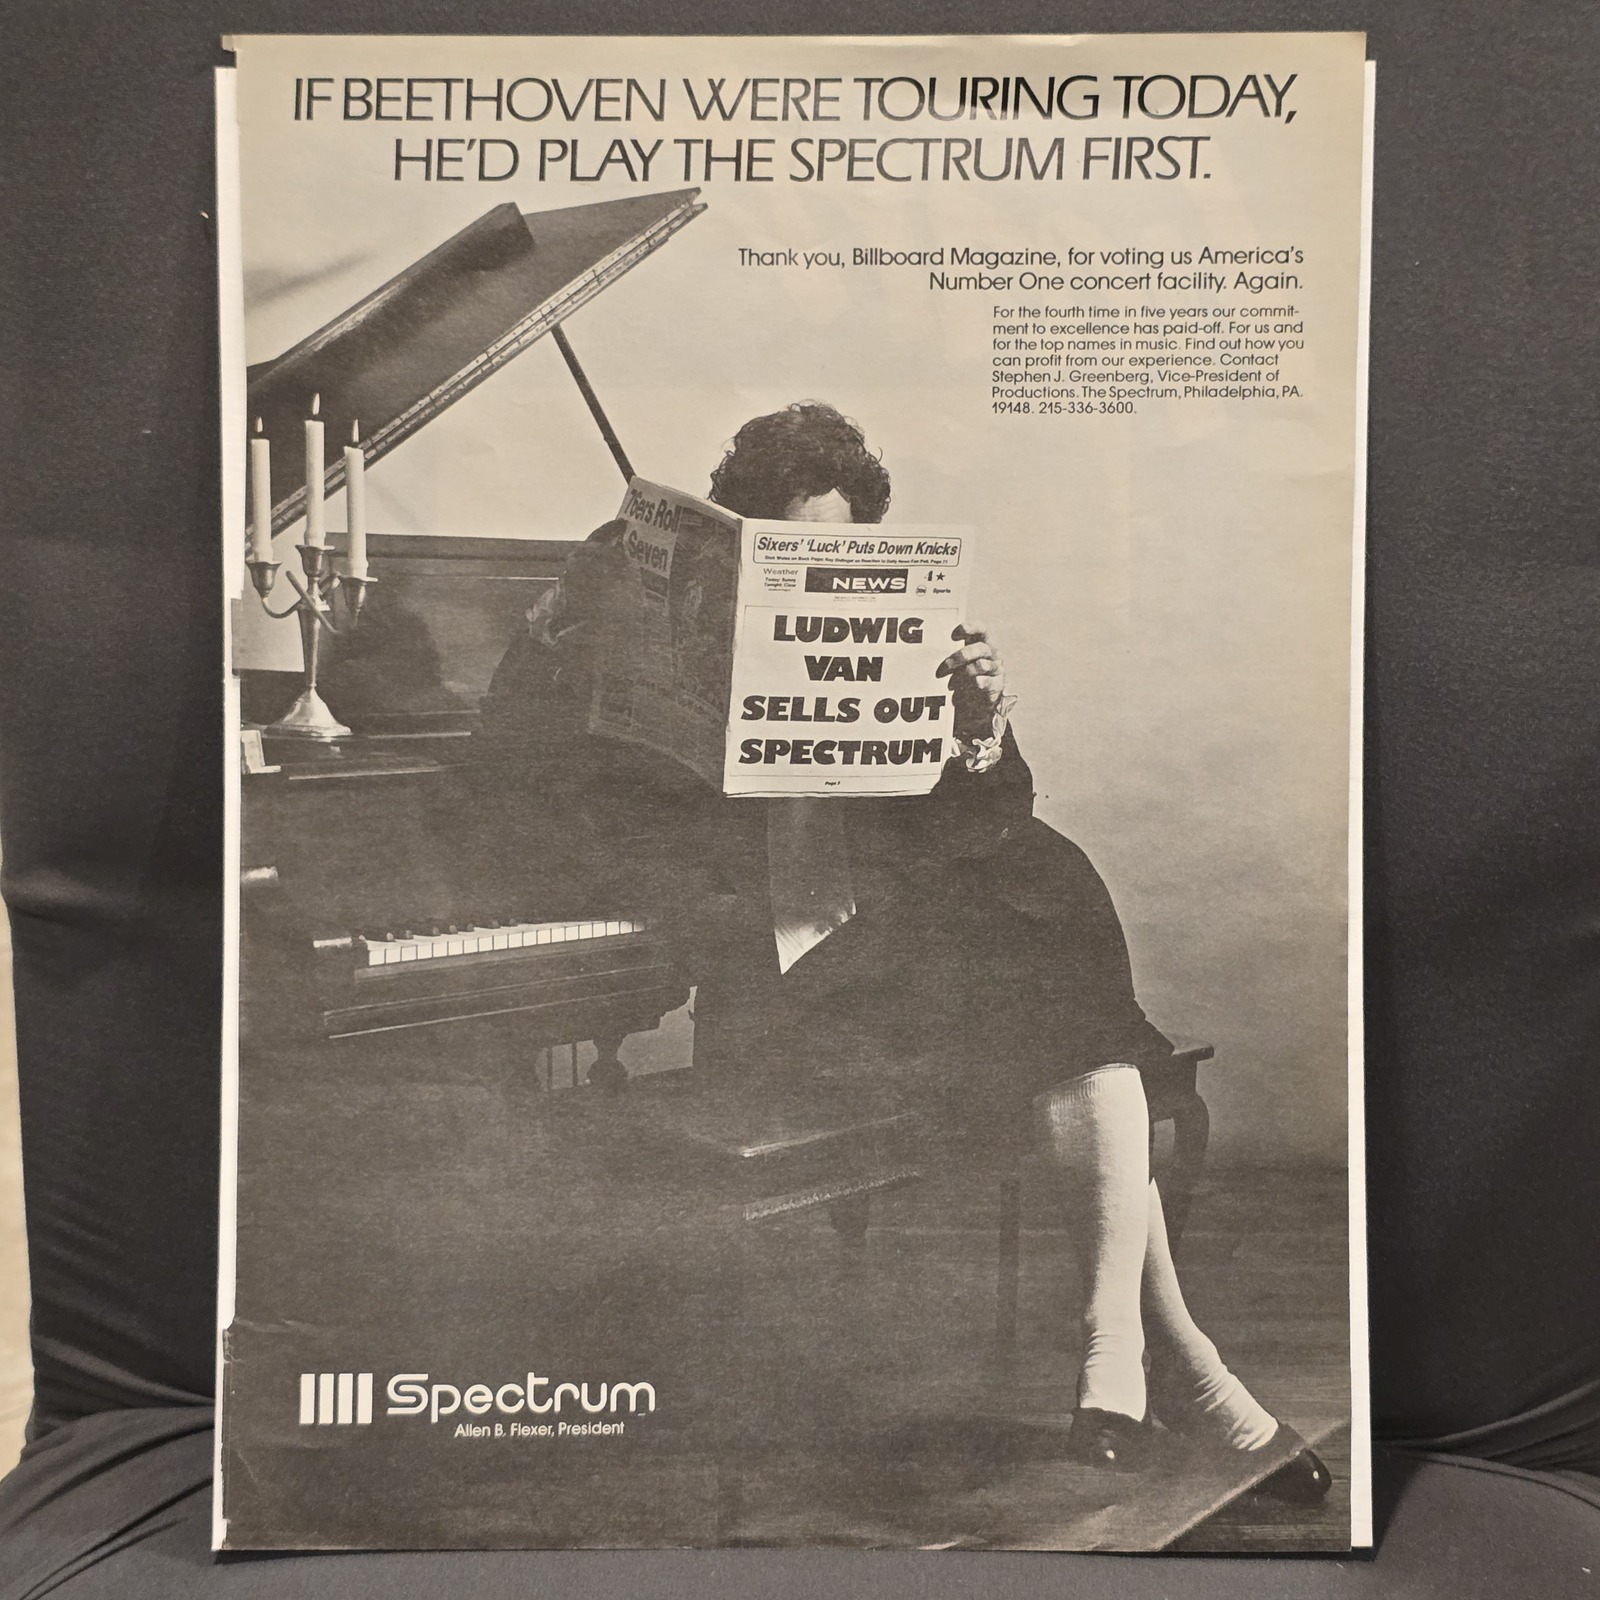 IF BEETHOVEN WERE TOURING TODAY,
HE'D PLAY THE SPECTRUM FIRST.
Thank you, Billboard Magazine, for voting us America's
Number One concert facility. Again.
For the fourth time in five years our commit-
ment to excellence has paid-off. For us and
for the top names in music. Find out how you
can profit from our experience. Contact
Stephen J. Greenberg, Vice-President of
Productions. The Spectrum, Philadelphia, PA.
19148. 215-336-3600.
76ers Roll
Seven
Sixers' 'Luck' Puts Down Knicks
Weather
NEWS
4★
Sports
LUDWIG
VAN
SELLS OUT
SPECTRUM
Page 3
Spectrum
Allen B. Flexer, President